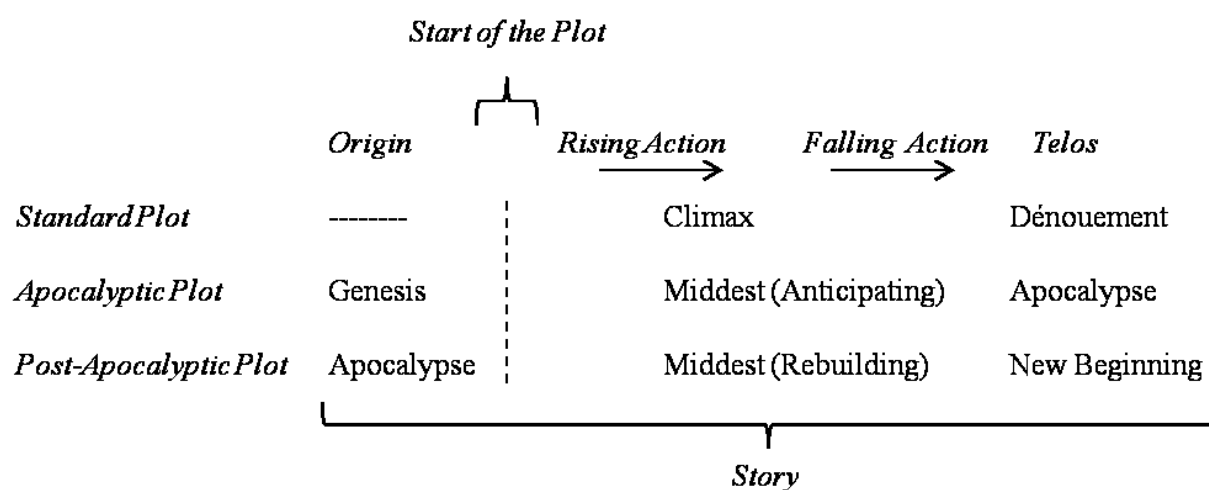 Start of the Plot
Origin Rising Action Falling Action Telos
Standard Plot -------- Climax Dénouement
Apocalyptic Plot Genesis Middest (Anticipating) Apocalypse
Post-Apocalyptic Plot Apocalypse Middest (Rebuilding) New Beginning
Story